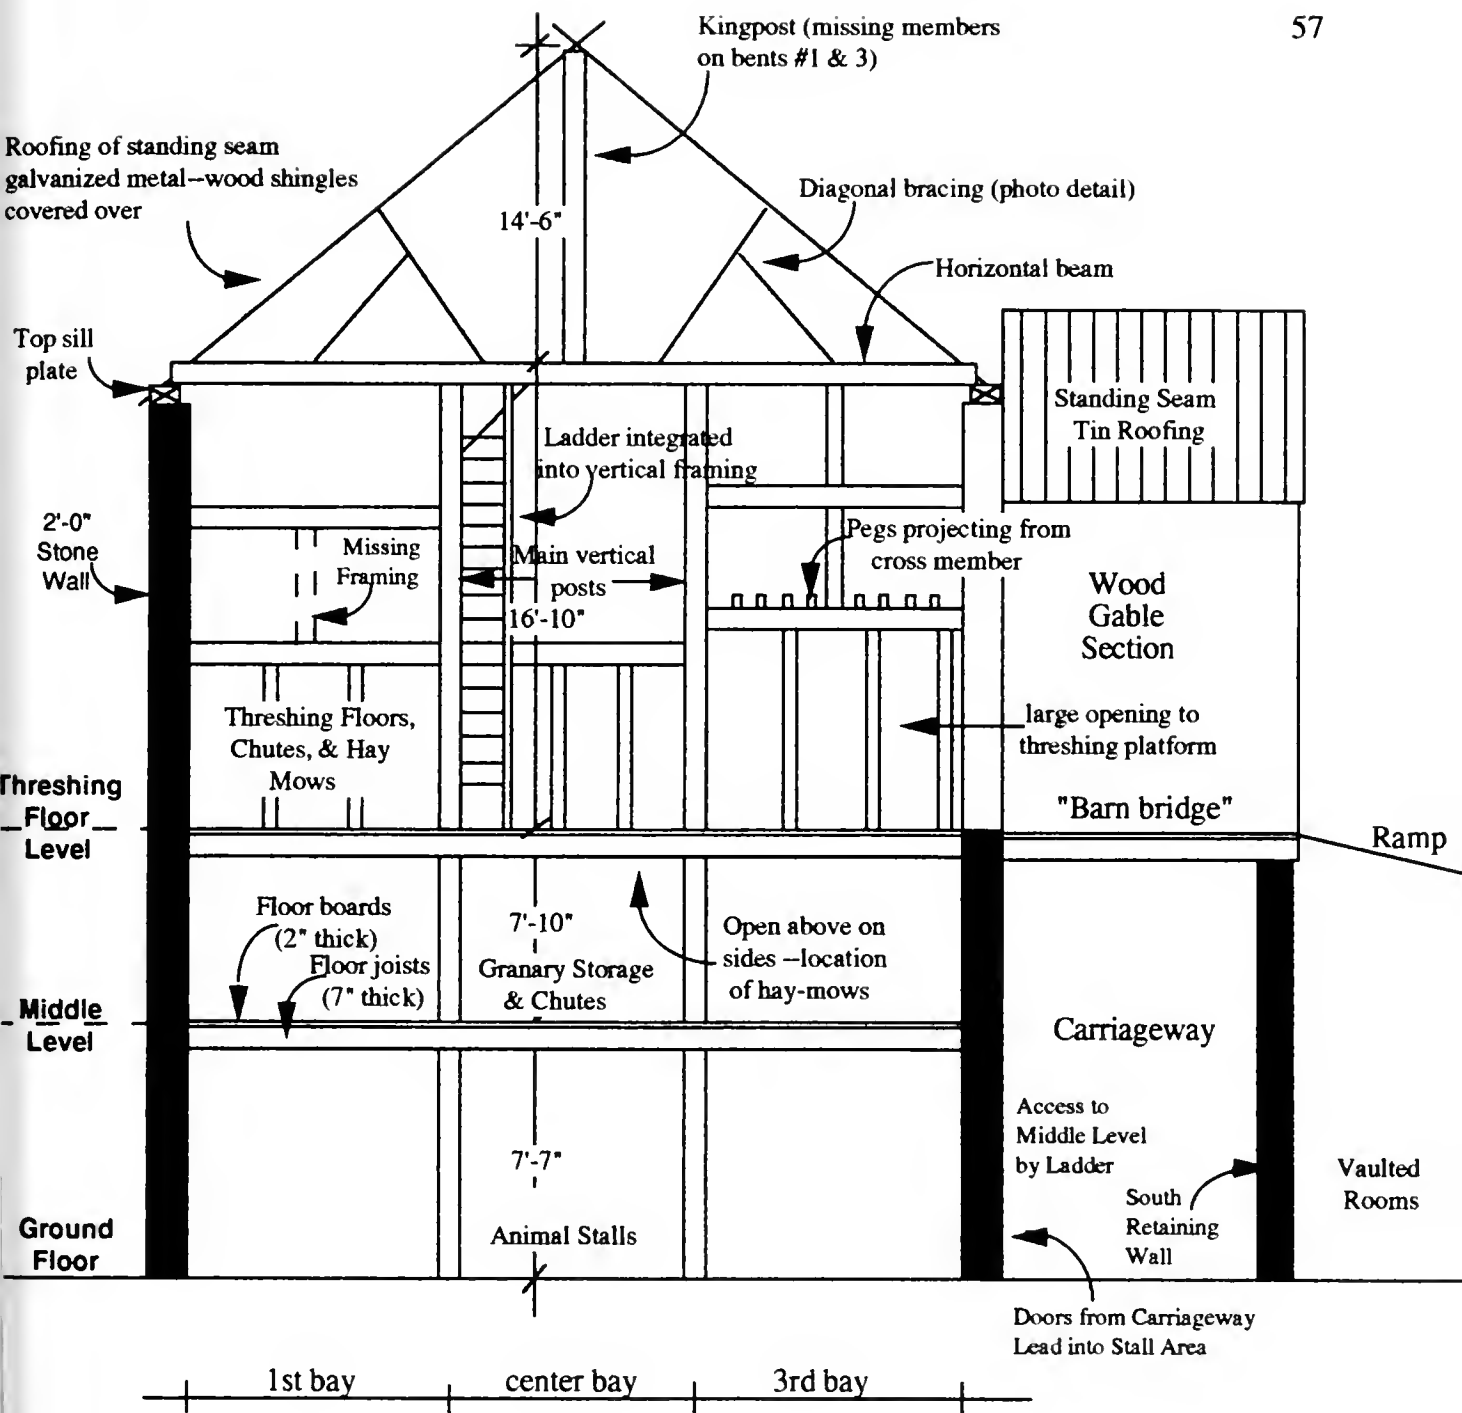 57
Kingpost (missing members
on bents #1 & 3)
Roofing of standing seam
galvanized metal--wood shingles
covered over
Diagonal bracing (photo detail)
14'-6"
Horizontal beam
Top sill
plate
Standing Seam
Tin Roofing
Ladder integrated
into vertical framing
2'-0"
Stone
Wall
Missing
Framing
Main vertical
posts
16'-10"
Pegs projecting from
cross member
Wood
Gable
Section
Threshing Floors,
Chutes, & Hay
Mows
large opening to
threshing platform
"Barn bridge"
Threshing
Floor
Level
Ramp
Floor boards
(2" thick)
Floor joists
(7" thick)
7'-10"
Granary Storage
& Chutes
Open above on
sides --location
of hay-mows
Middle
Level
Carriageway
Access to
Middle Level
by Ladder
7'-7"
South
Retaining
Wall
Vaulted
Rooms
Ground
Floor
Animal Stalls
Doors from Carriageway
Lead into Stall Area
1st bay
center bay
3rd bay